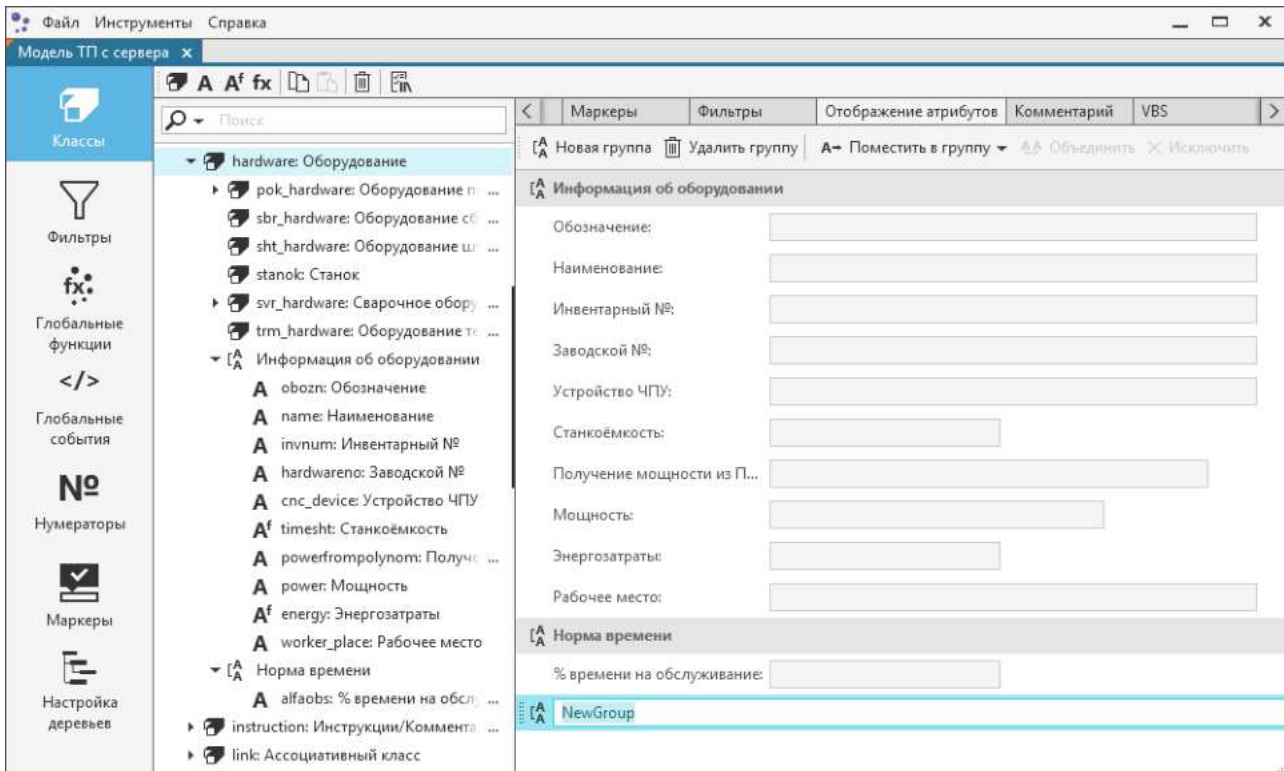 Файл Инструменты Справка
Модель ТП с сервера
Классы
Фильтры
Глобальные
функции
Глобальные
события
Нумераторы
Маркеры
Настройка
деревьев
Поиск
hardware: Оборудование
pok_hardware: Оборудование п ...
sbr_hardware: Оборудование сб ...
sht_hardware: Оборудование ...
stanok: Станок
svr_hardware: Сварочное обору ...
trm_hardware: Оборудование те ...
Информация об оборудовании
obozn: Обозначение
name: Наименование
invnum: Инвентарный №
hardwareno: Заводской №
cnc_device: Устройство ЧПУ
timesht: Станкоёмкость
powerfrompolynom: Получе ...
power: Мощность
energy: Энергозатраты
worker_place: Рабочее место
Норма времени
alfaobs: % времени на обсл ...
instruction: Инструкции/Коммента ...
link: Ассоциативный класс
Маркеры Фильтры Отображение атрибутов Комментарий VBS
Новая группа Удалить группу Поместить в группу Объединить Исключить
Информация об оборудовании
Обозначение:
Наименование:
Инвентарный №:
Заводской №:
Устройство ЧПУ:
Станкоёмкость:
Получение мощности из П...
Мощность:
Энергозатраты:
Рабочее место:
Норма времени
% времени на обслуживание:
NewGroup